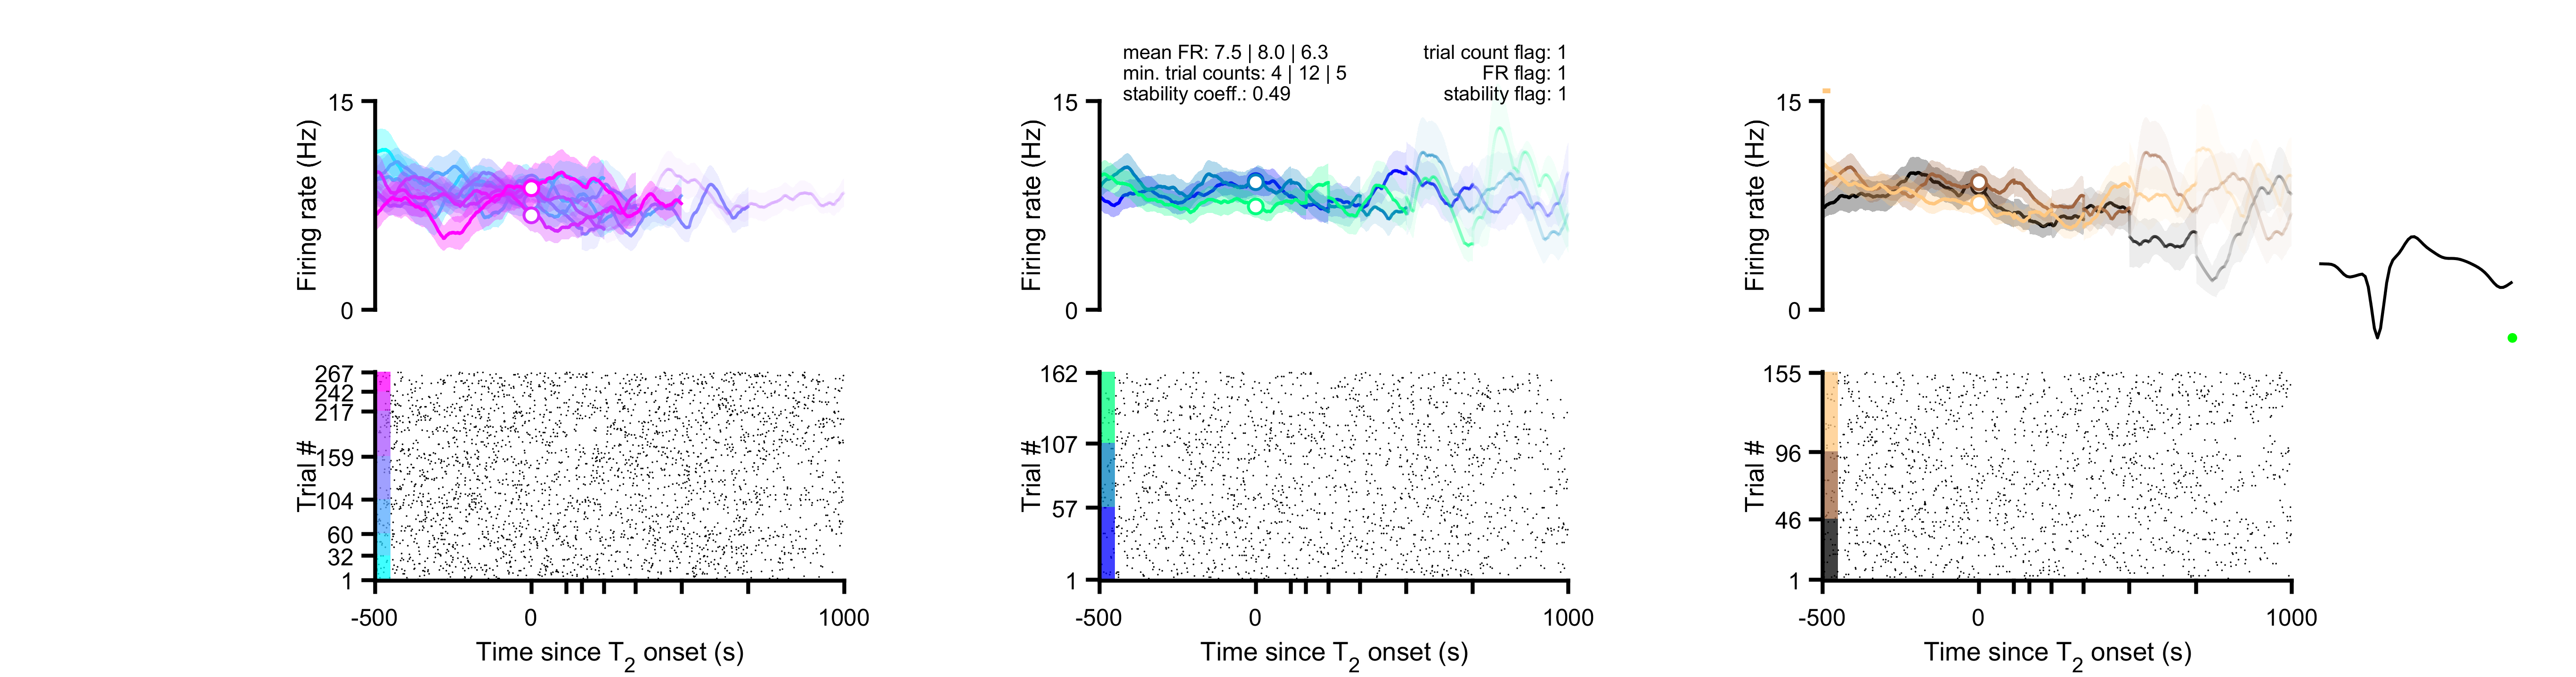 mean FR: 7.5 | 8.0 | 6.3
min. trial counts: 4 | 12 | 5
stability coeff.: 0.49
trial count flag: 1
FR flag: 1
stability flag: 1
15
Firing rate (Hz)
0
15
Firing rate (Hz)
0
15
Firing rate (Hz)
0
267
242
217
159
104
60
32
1
Trial #
-500
0
1000
Time since T2 onset (s)
162
107
57
1
Trial #
-500
0
1000
Time since T2 onset (s)
155
96
46
1
Trial #
-500
0
1000
Time since T2 onset (s)